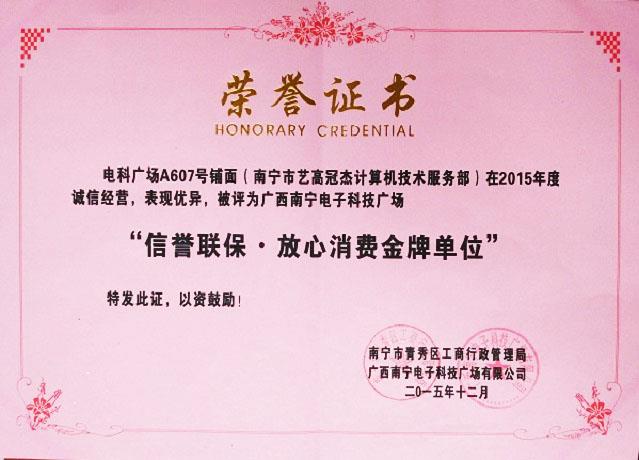 荣誉证书
HONORARY CREDENTIAL
电科广场A607号铺面（南宁市艺高冠杰计算机技术服务部）在2015年度
诚信经营，表现优异，被评为广西南宁电子科技广场
“信誉联保·放心消费金牌单位”
特发此证，以资鼓励！
南宁市青秀区工商行政管理局
广西南宁电子科技广场有限公司
二○一五年十二月